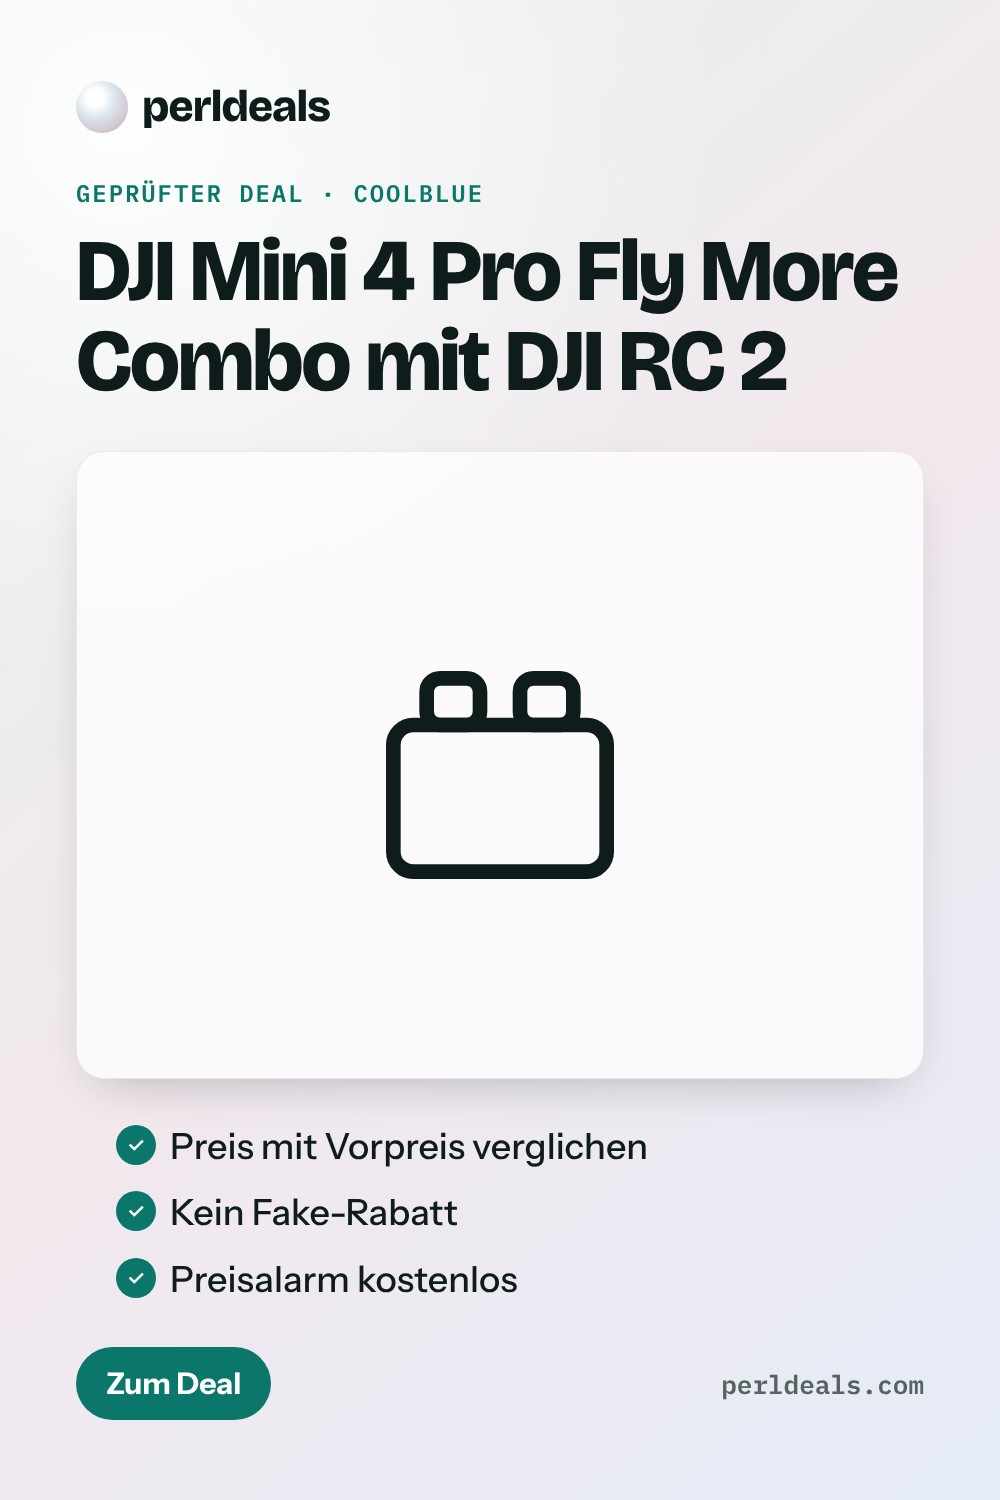 perldeals
GEPRÜFTER DEAL · COOLBLUE
DJI Mini 4 Pro Fly More
Combo mit DJI RC 2
Preis mit Vorpreis verglichen
Kein Fake-Rabatt
Preisalarm kostenlos
Zum Deal
perldeals.com